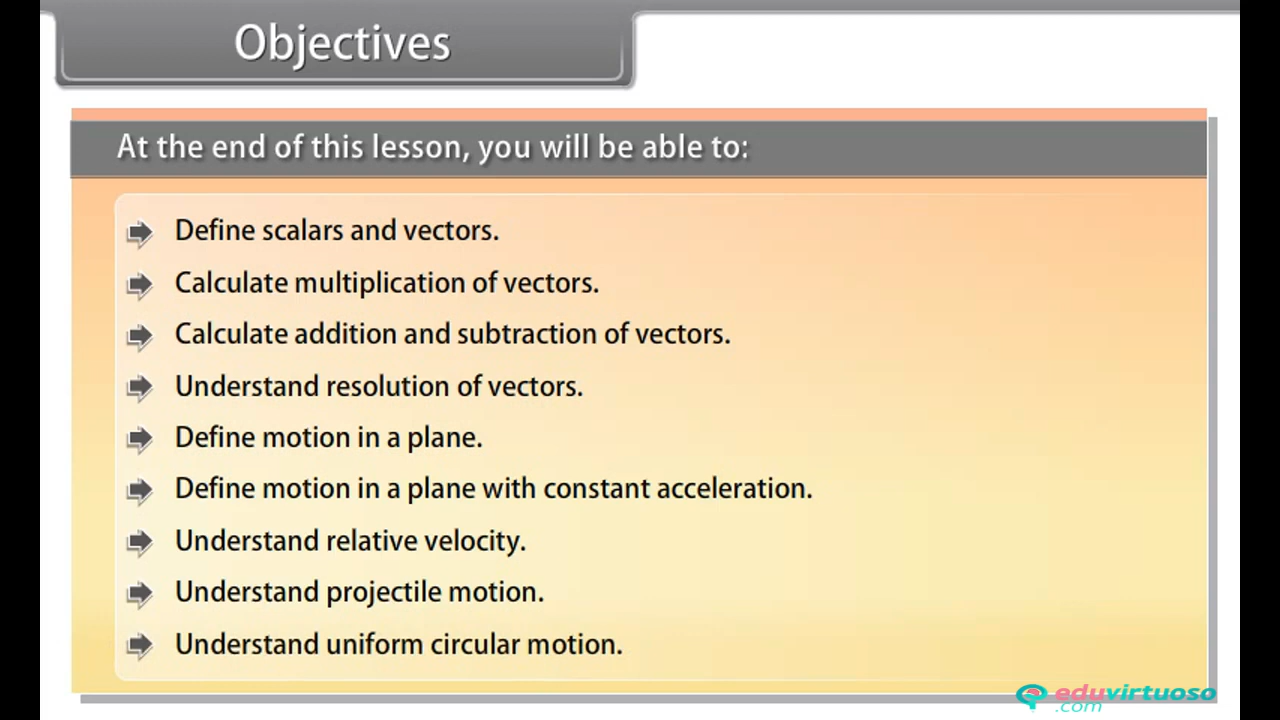 Objectives
At the end of this lesson, you will be able to:
Define scalars and vectors.
Calculate multiplication of vectors.
Calculate addition and subtraction of vectors.
Understand resolution of vectors.
Define motion in a plane.
Define motion in a plane with constant acceleration.
Understand relative velocity.
Understand projectile motion.
Understand uniform circular motion.
eduvirtuoso
.com